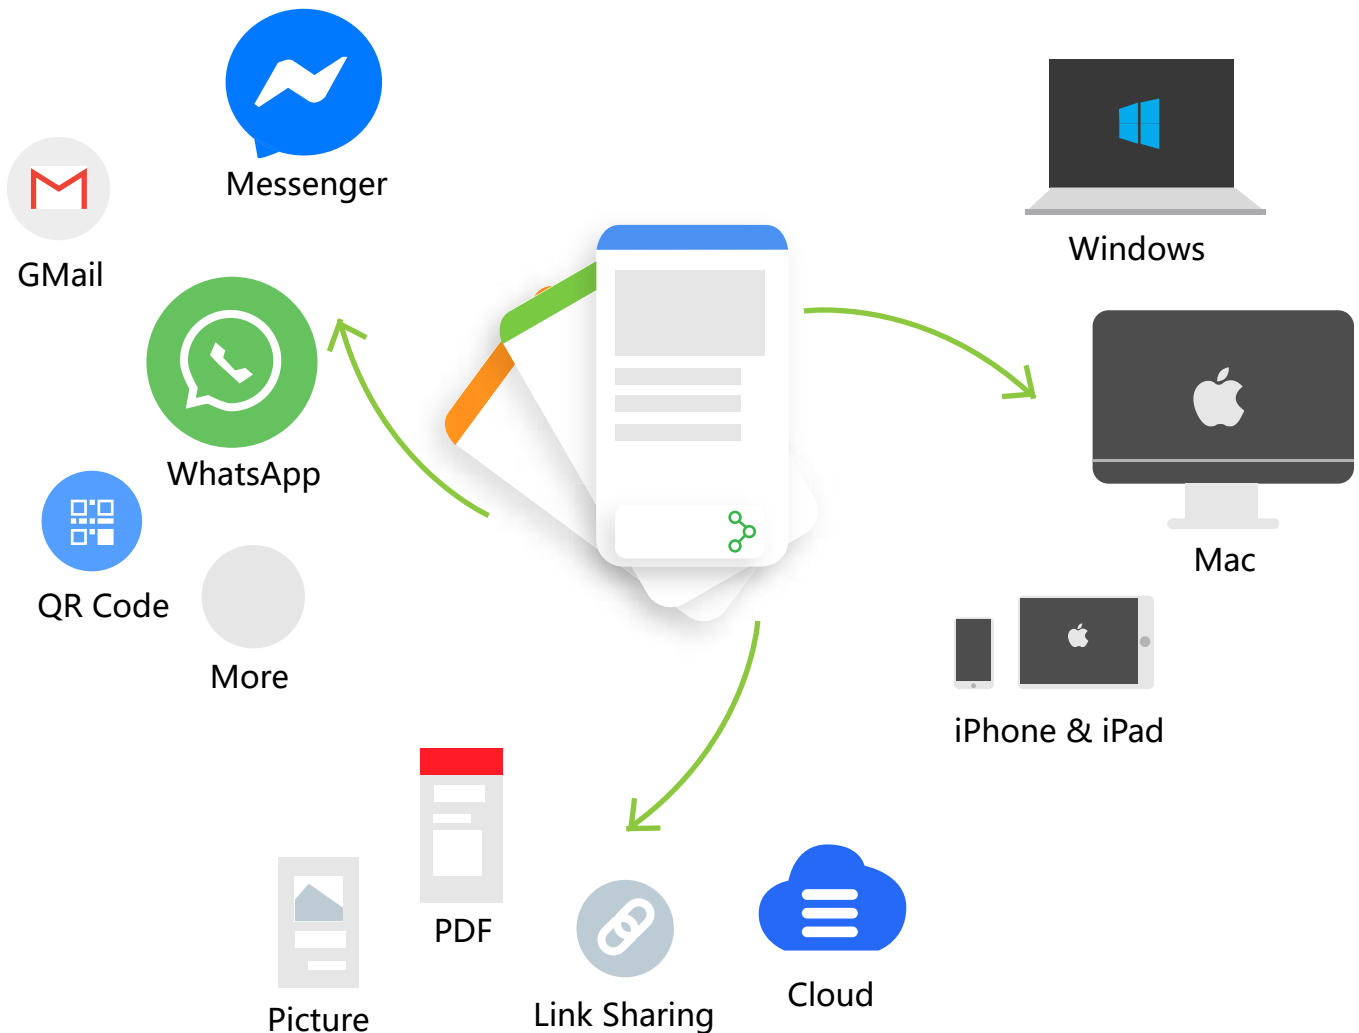 Messenger
GMail
WhatsApp
QR Code
More
Windows
Mac
iPhone & iPad
PDF
Picture
Link Sharing
Cloud